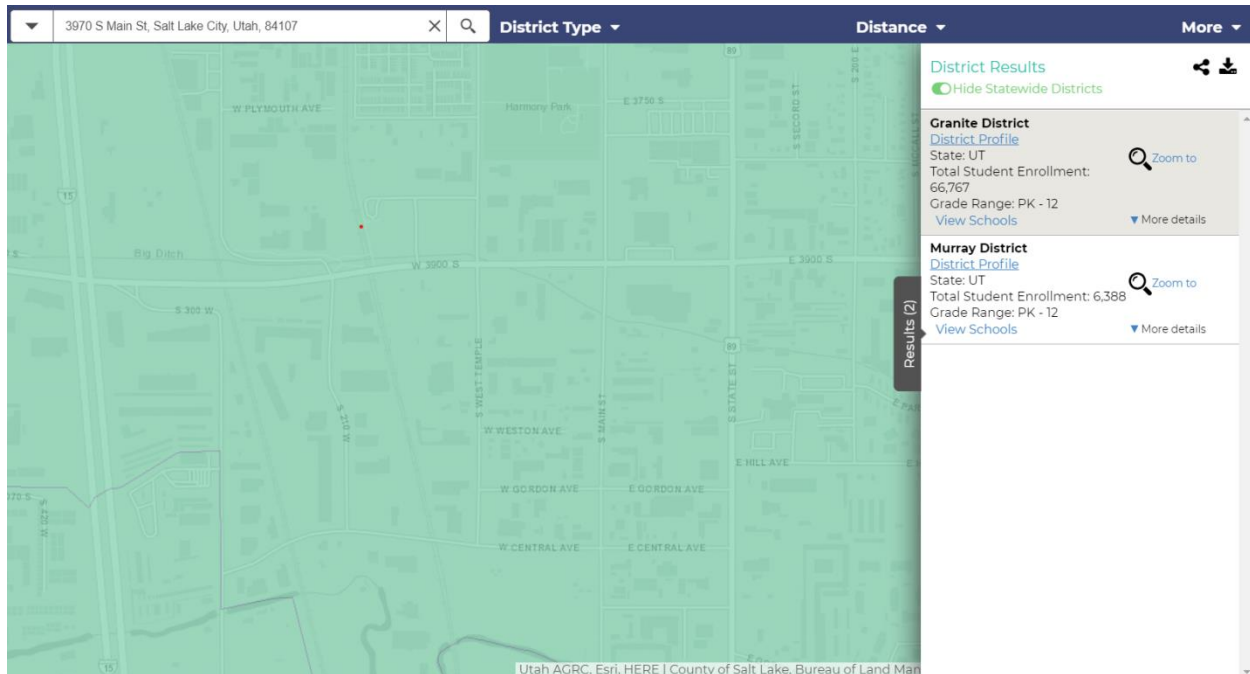 3970 S Main St, Salt Lake City, Utah, 84107
District Type
Distance
More
District Results
Hide Statewide Districts
Granite District
District Profile
State: UT
Total Student Enrollment:
66,767
Grade Range: PK - 12
View Schools
Zoom to
More details
Murray District
District Profile
State: UT
Total Student Enrollment: 6,388
Grade Range: PK - 12
View Schools
Zoom to
More details
Results (2)
89
S 200 E
W PLYMOUTH AVE
Harmony Park
E 3750 S
S SECOND ST
S MCCALL ST
15
Big Ditch
W 3900 S
E 3900 S
S 300 W
89
S WEST TEMPLE
S MAIN ST
S STATE ST
S 210 W
W WESTON AVE
E HILL AVE
W GORDON AVE
E GORDON AVE
S 420 W
W CENTRAL AVE
E CENTRAL AVE
15
Utah AGRC, Esri, HERE | County of Salt Lake, Bureau of Land Man